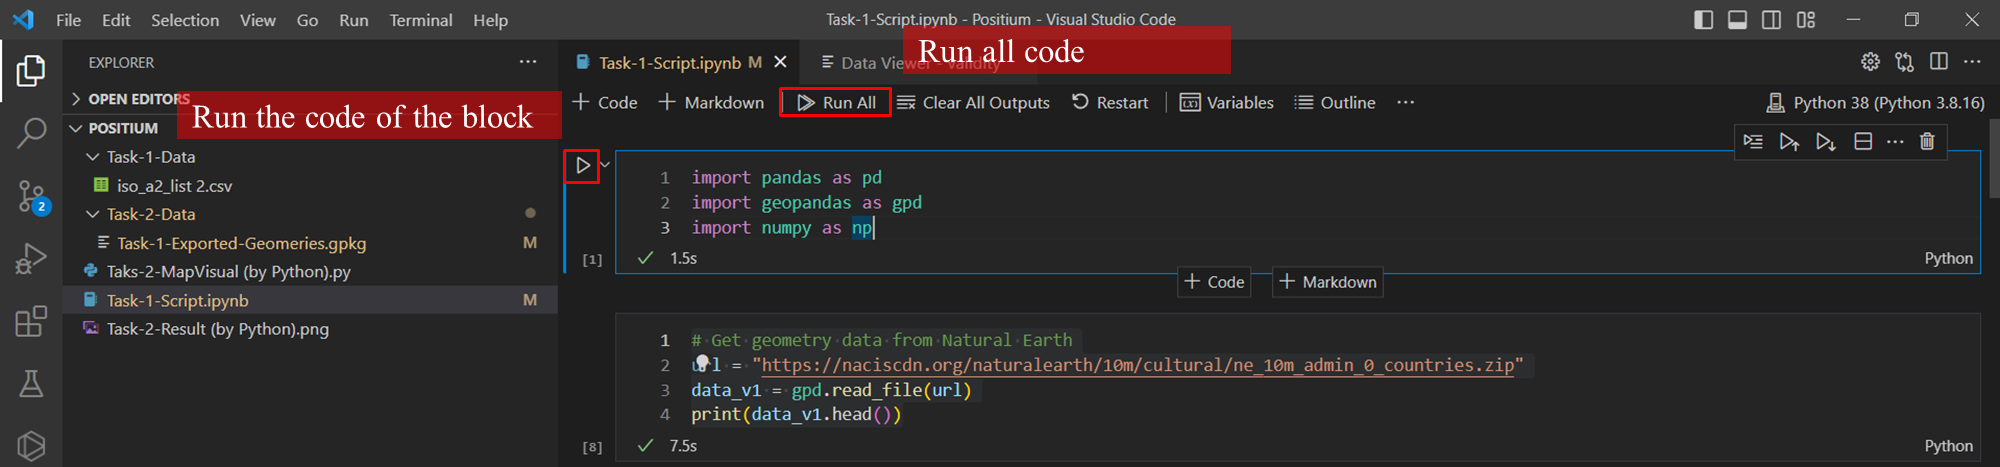 File Edit Selection View Go Run Terminal Help
Task-1-Script.ipynb - Positium - Visual Studio Code
EXPLORER
OPEN EDITORS
POSITIUM
Task-1-Data
iso_a2_list 2.csv
Task-2-Data
Task-1-Exported-Geomeries.gpkg M
Taks-2-MapVisual (by Python).py
Task-1-Script.ipynb M
Task-2-Result (by Python).png
2
Run the code of the block
Run all code
Task-1-Script.ipynb M
Data Viewer - validity
Code Markdown Run All Clear All Outputs Restart Variables Outline
Python 38 (Python 3.8.16)
1 import pandas as pd
2 import geopandas as gpd
3 import numpy as np
[1] 1.5s Python
Code Markdown
1 # Get geometry data from Natural Earth
2 url = "https://naciscdn.org/naturalearth/10m/cultural/ne_10m_admin_0_countries.zip"
3 data_v1 = gpd.read_file(url)
4 print(data_v1.head())
[8] 7.5s Python